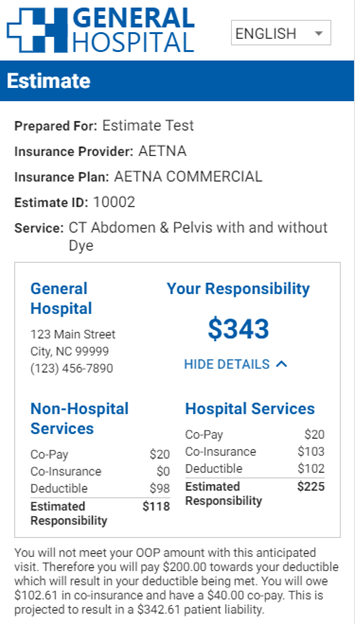 GENERAL
HOSPITAL
ENGLISH
Estimate
Prepared For: Estimate Test
Insurance Provider: AETNA
Insurance Plan: AETNA COMMERCIAL
Estimate ID: 10002
Service: CT Abdomen & Pelvis with and without
Dye
General
Hospital
123 Main Street
City, NC 99999
(123) 456-7890
Your Responsibility
$343
HIDE DETAILS
Non-Hospital
Services
Co-Pay $20
Co-Insurance $0
Deductible $98
Estimated $118
Responsibility
Hospital Services
Co-Pay $20
Co-Insurance $103
Deductible $102
Estimated $225
Responsibility
You will not meet your OOP amount with this anticipated
visit. Therefore you will pay $200.00 towards your deductible
which will result in your deductible being met. You will owe
$102.61 in co-insurance and have a $40.00 co-pay. This is
projected to result in a $342.61 patient liability.